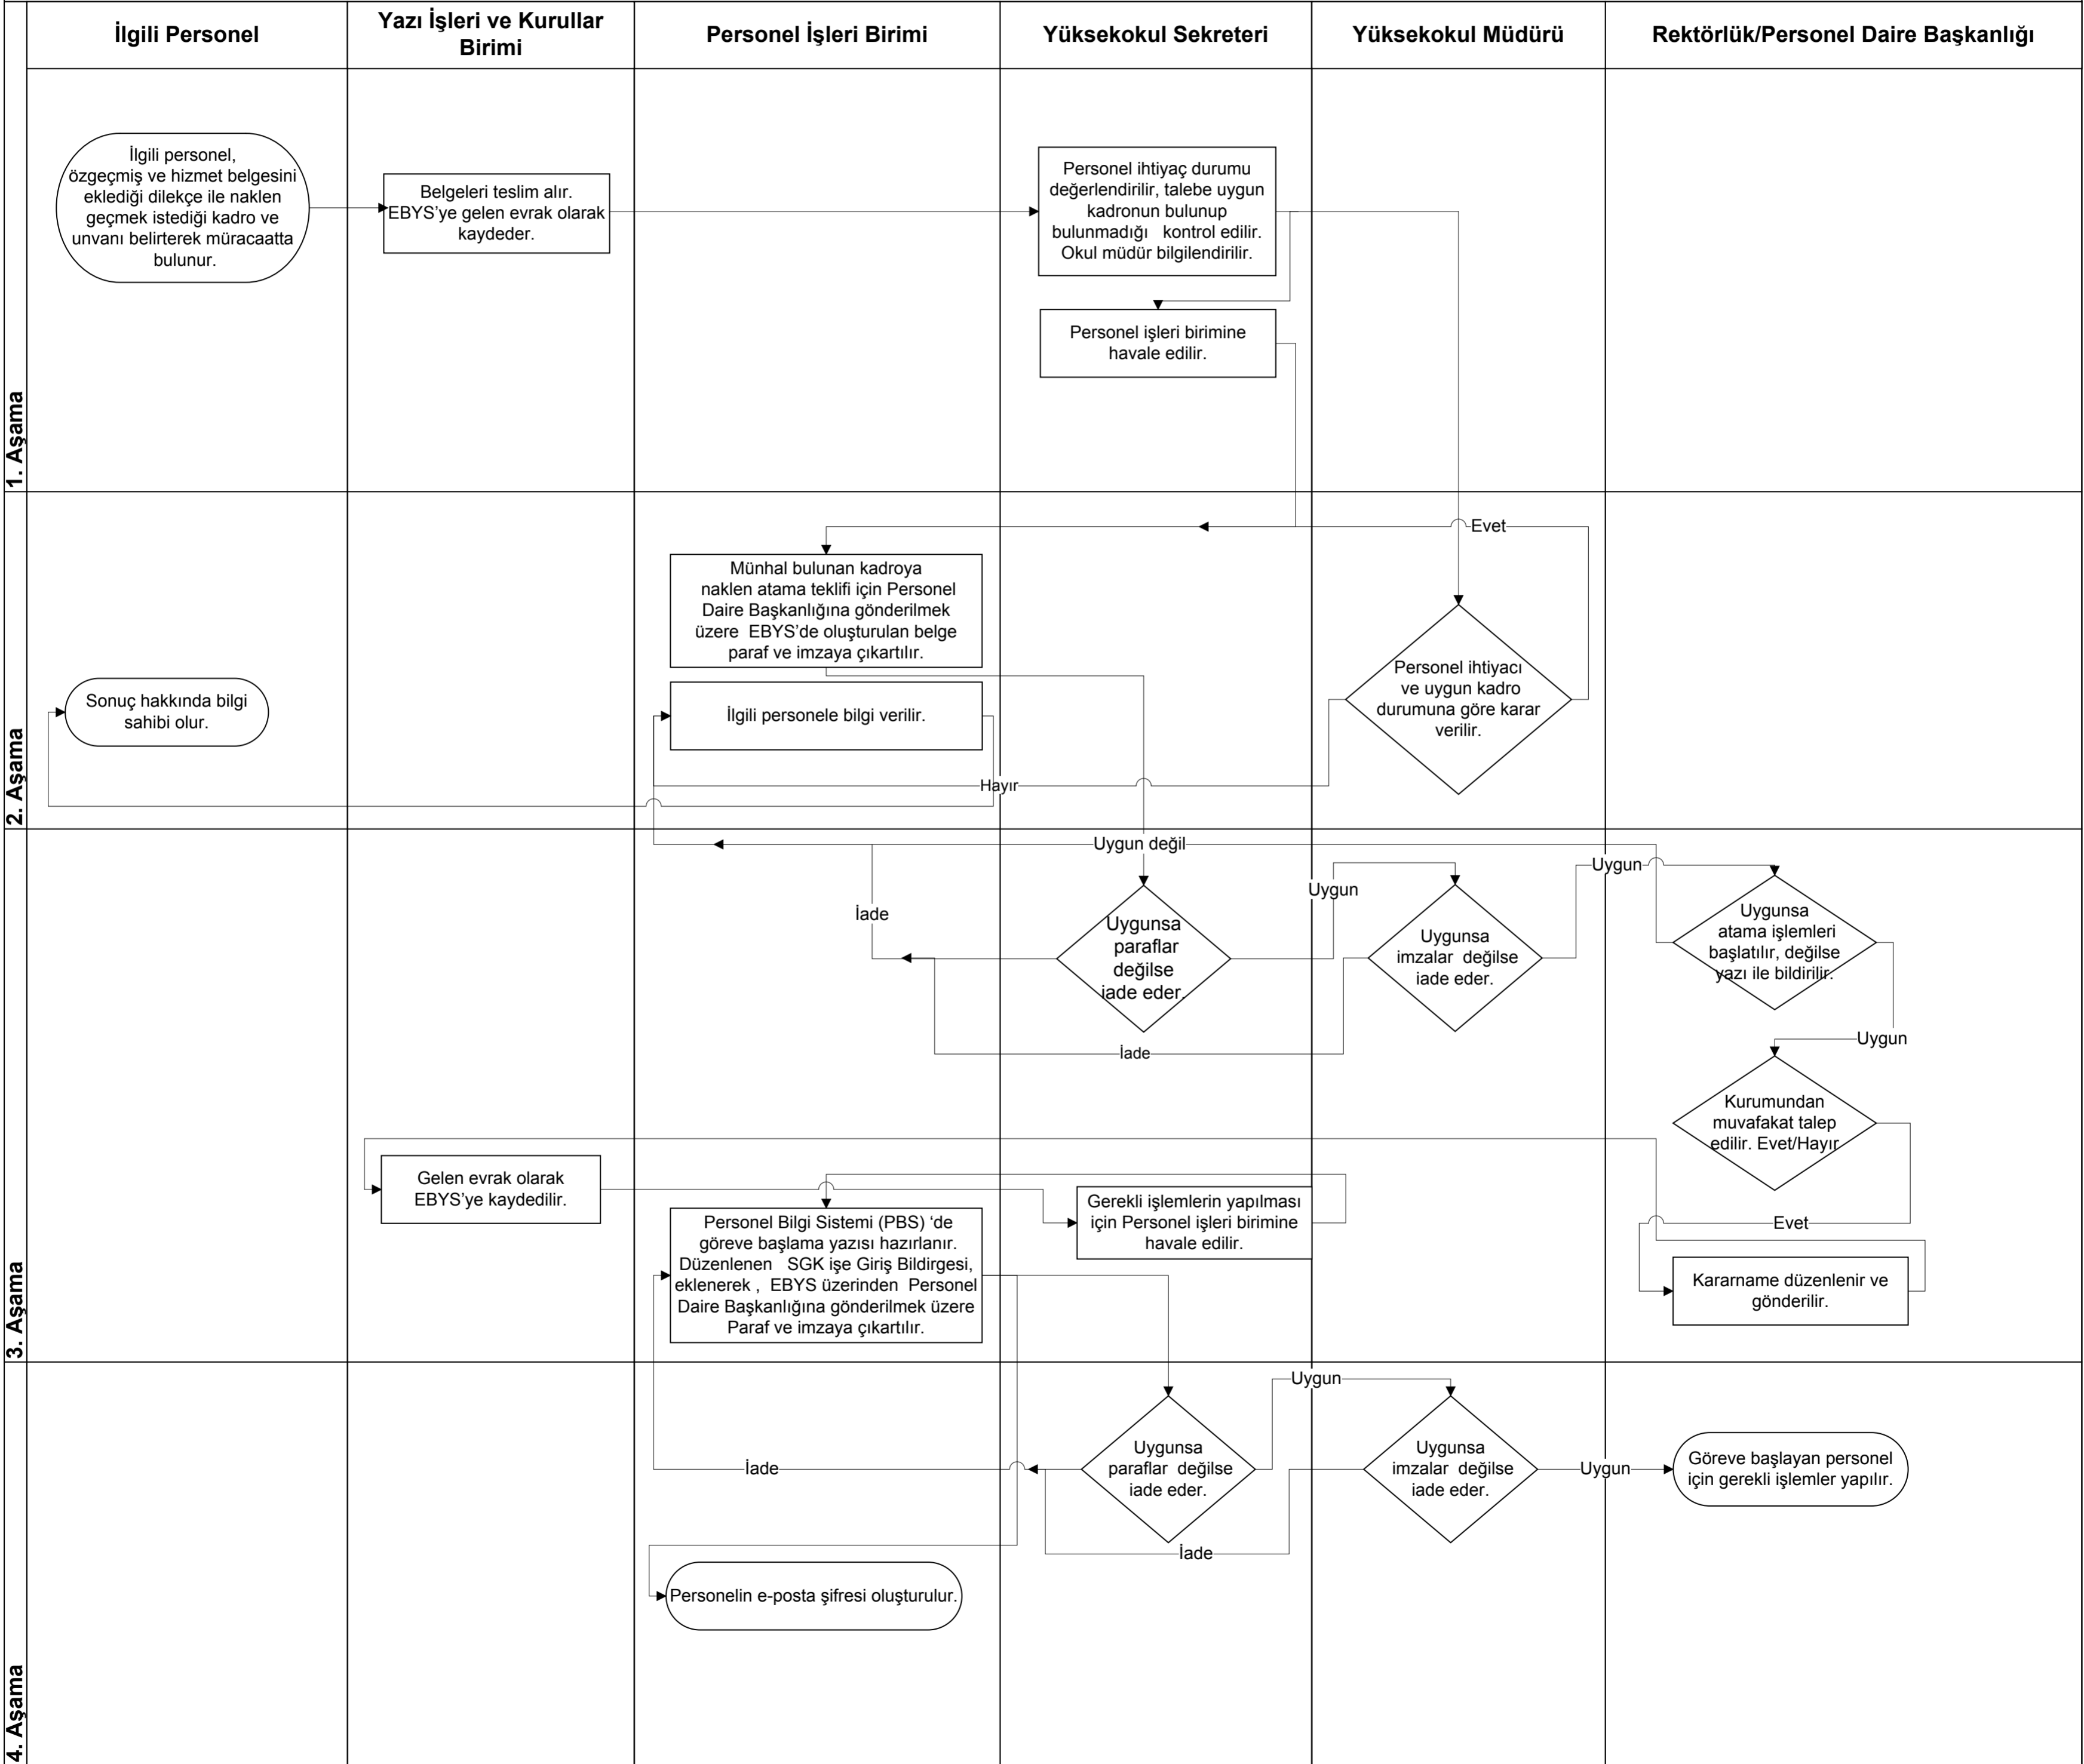 İlgili Personel
Yazı İşleri ve Kurullar
Birimi
Personel İşleri Birimi
Yüksekokul Sekreteri
Yüksekokul Müdürü
Rektörlük/Personel Daire Başkanlığı
1. Aşama
İlgili personel,
özgeçmiş ve hizmet belgesini
eklediği dilekçe ile naklen
geçmek istediği kadro ve
unvanı belirterek müracaatta
bulunur.
Belgeleri teslim alır.
EBYS’ye gelen evrak olarak
kaydeder.
Personel ihtiyaç durumu
değerlendirilir, talebe uygun
kadronun bulunup
bulunmadığı kontrol edilir.
Okul müdür bilgilendirilir.
Personel işleri birimine
havale edilir.
2. Aşama
Evet
Münhal bulunan kadroya
naklen atama teklifi için Personel
Daire Başkanlığına gönderilmek
üzere EBYS’de oluşturulan belge
paraf ve imzaya çıkartılır.
Personel ihtiyacı
ve uygun kadro
durumuna göre karar
verilir.
Sonuç hakkında bilgi
sahibi olur.
İlgili personele bilgi verilir.
Hayır
3. Aşama
Uygun değil
Uygun
Uygun
İade
Uygunsa
paraflar
değilse
iade eder.
Uygunsa
imzalar değilse
iade eder.
Uygunsa
atama işlemleri
başlatılır, değilse
yazı ile bildirilir.
İade
Uygun
Kurumundan
muvafakat talep
edilir. Evet/Hayır
Gelen evrak olarak
EBYS’ye kaydedilir.
Gerekli işlemlerin yapılması
için Personel işleri birimine
havale edilir.
Evet
Personel Bilgi Sistemi (PBS) ‘de
göreve başlama yazısı hazırlanır.
Düzenlenen SGK işe Giriş Bildirgesi,
eklenerek , EBYS üzerinden Personel
Daire Başkanlığına gönderilmek üzere
Paraf ve imzaya çıkartılır.
Kararname düzenlenir ve
gönderilir.
4. Aşama
Uygun
İade
Uygunsa
paraflar değilse
iade eder.
Uygunsa
imzalar değilse
iade eder.
Uygun
Göreve başlayan personel
için gerekli işlemler yapılır.
İade
Personelin e-posta şifresi oluşturulur.